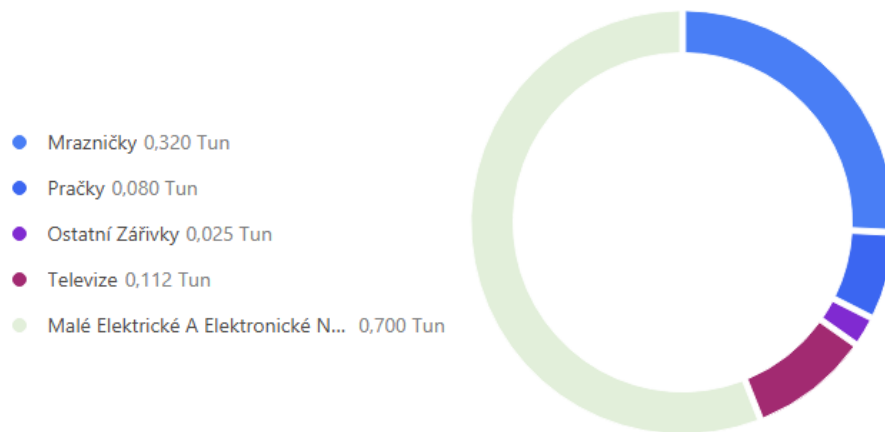 Mrazničky 0,320 Tun
Pračky 0,080 Tun
Ostatní Zářivky 0,025 Tun
Televize 0,112 Tun
Malé Elektrické A Elektronické N... 0,700 Tun